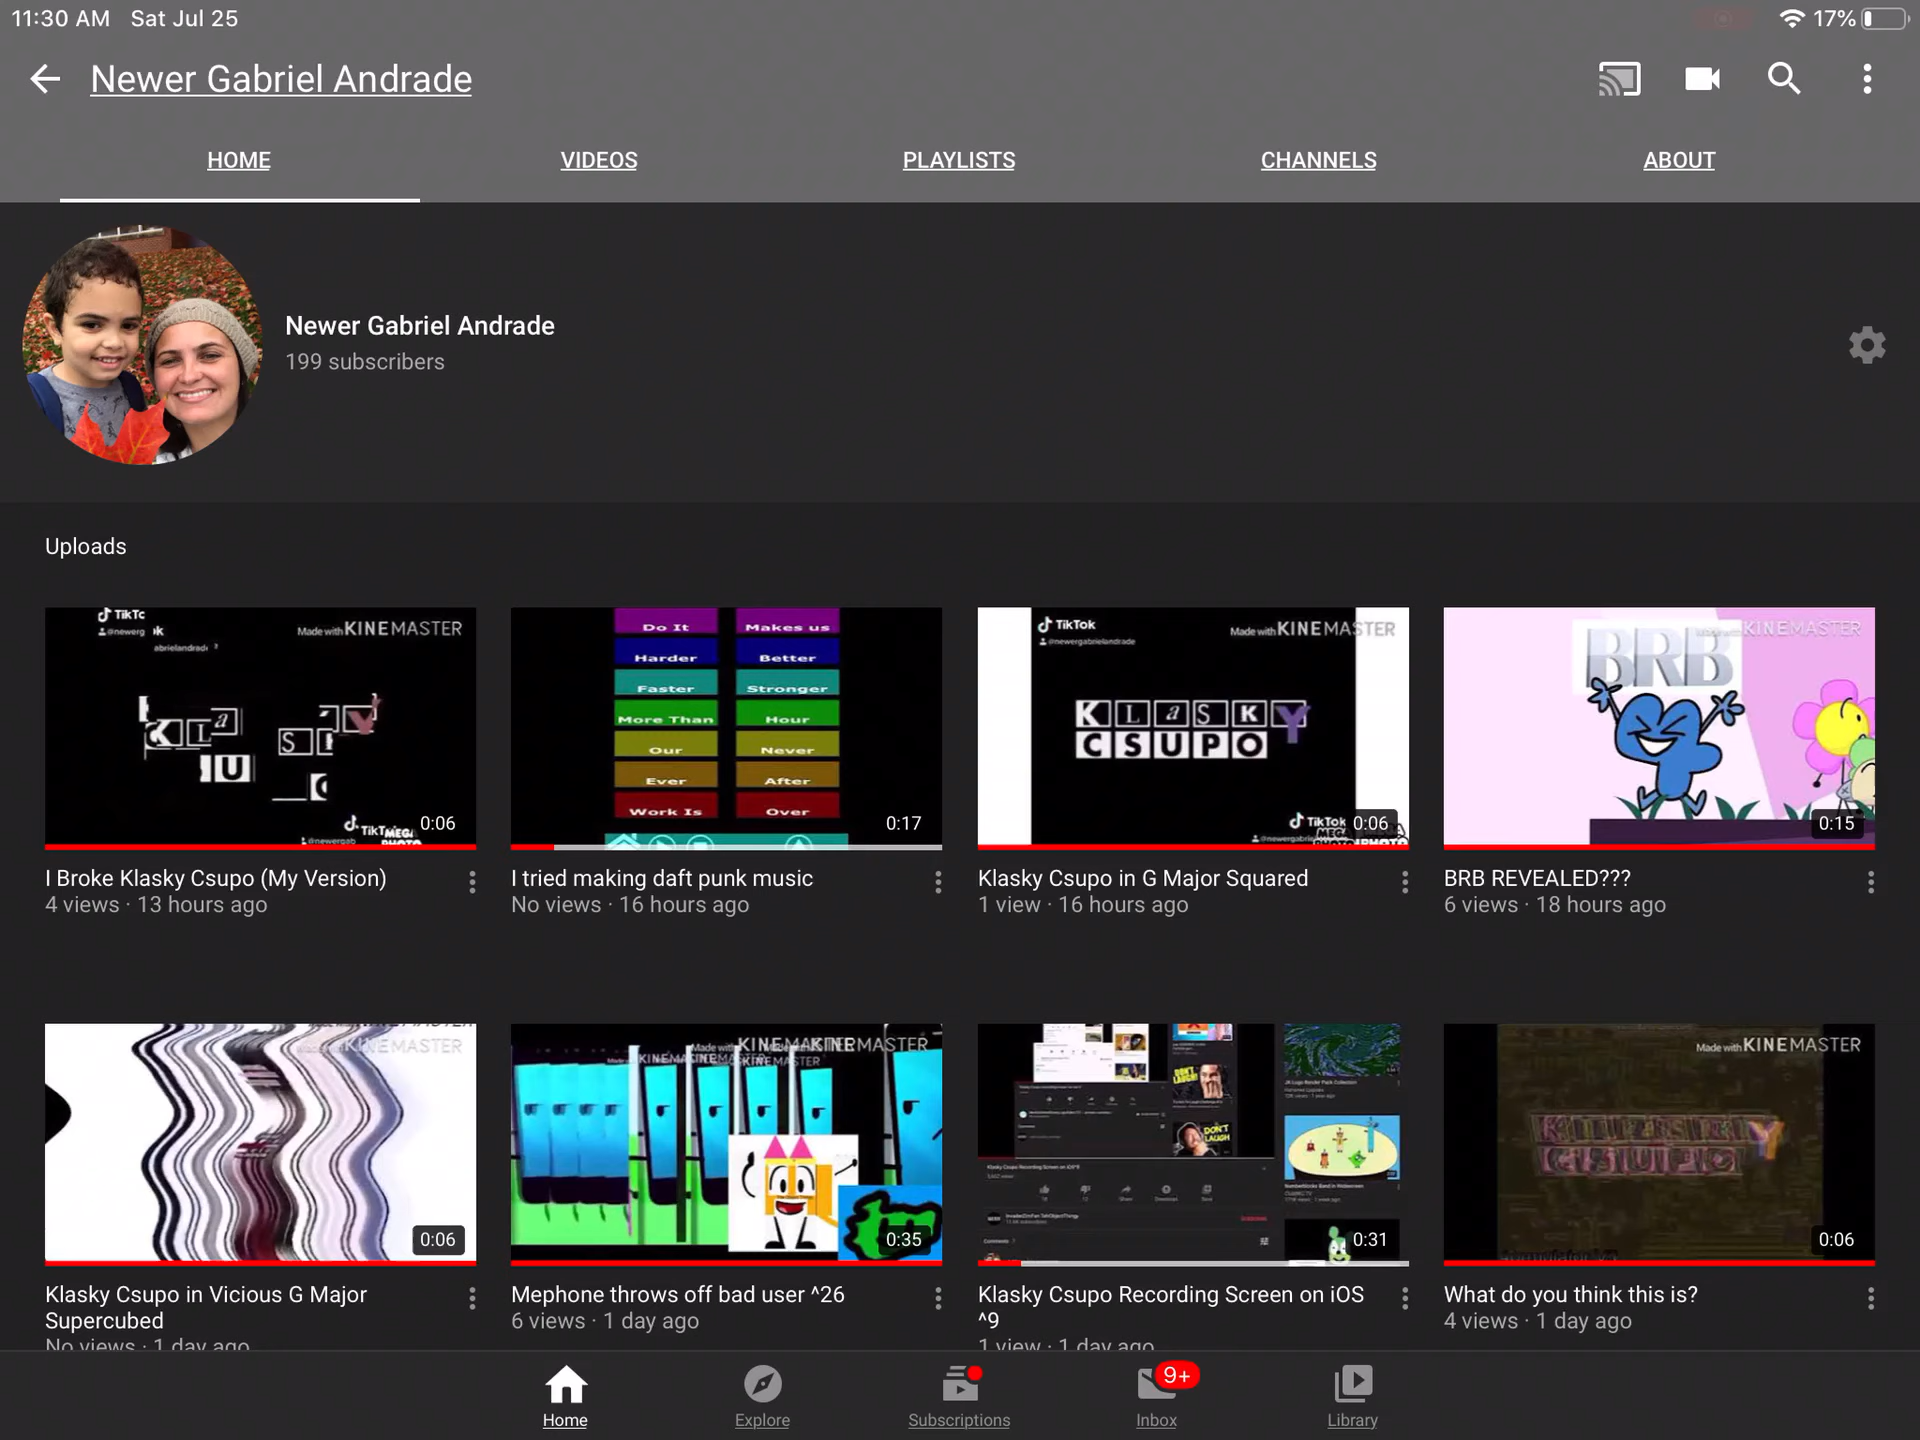 11:30 AM Sat Jul 25
17%
Newer Gabriel Andrade
HOME VIDEOS PLAYLISTS CHANNELS ABOUT
Newer Gabriel Andrade
199 subscribers
Uploads
TikTok
Made with KINEMASTER
0:06
I Broke Klasky Csupo (My Version)
4 views · 13 hours ago
Do It Makes us
Harder Better
Faster Stronger
More Than Hour
Our Never
Ever After
Work Is Over
0:17
I tried making daft punk music
No views · 16 hours ago
TikTok
@newergabrielandrade
Made with KINEMASTER
KLaSKY
CSUPO
TikTok
0:06
Klasky Csupo in G Major Squared
1 view · 16 hours ago
KINEMASTER
BRB
0:15
BRB REVEALED???
6 views · 18 hours ago
KINEMASTER
0:06
Klasky Csupo in Vicious G Major
Supercubed
No views · 1 day ago
Made with
KINEMASTER
0:35
Mephone throws off bad user ^26
6 views · 1 day ago
DON'T
LAUGH
0:31
Klasky Csupo Recording Screen on iOS
^9
1 view · 1 day ago
Made with KINEMASTER
0:06
What do you think this is?
4 views · 1 day ago
9+
Home Explore Subscriptions Inbox Library